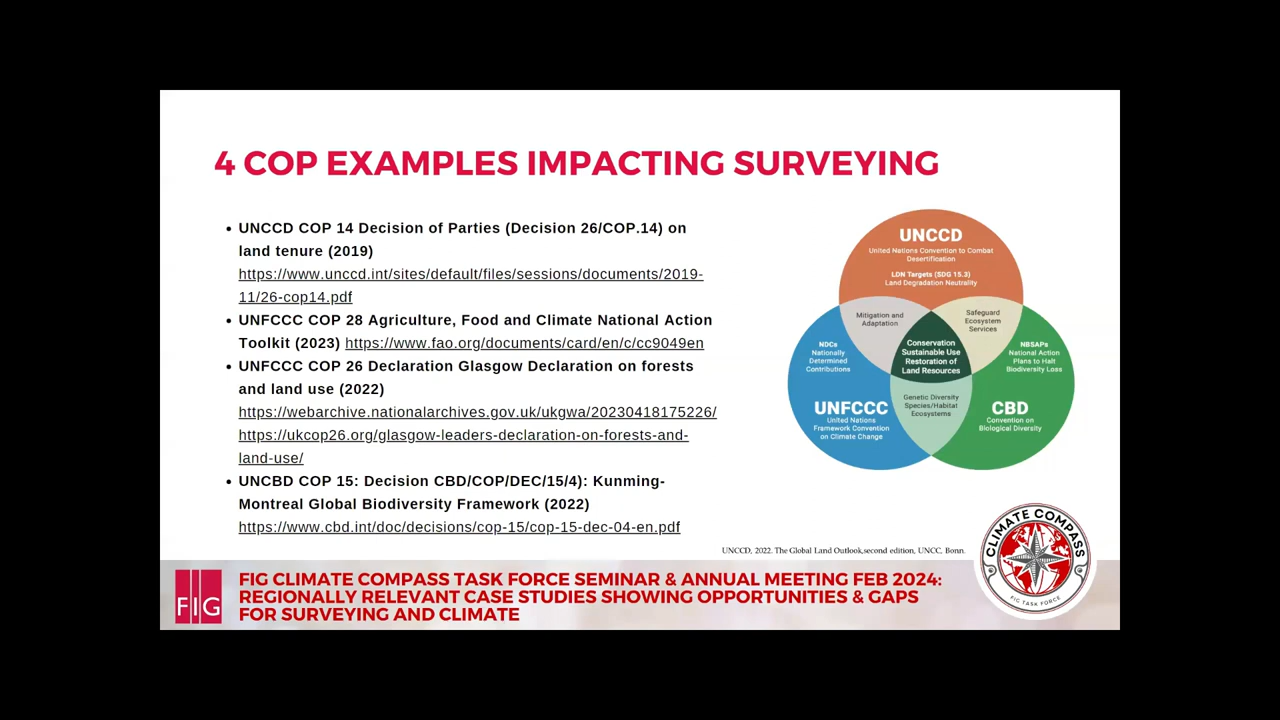 4 COP EXAMPLES IMPACTING SURVEYING
• UNCCD COP 14 Decision of Parties (Decision 26/COP.14) on
land tenure (2019)
https://www.unccd.int/sites/default/files/sessions/documents/2019-
11/26-cop14.pdf
• UNFCCC COP 28 Agriculture, Food and Climate National Action
Toolkit (2023) https://www.fao.org/documents/card/en/c/cc9049en
• UNFCCC COP 26 Declaration Glasgow Declaration on forests
and land use (2022)
https://webarchive.nationalarchives.gov.uk/ukgwa/20230418175226/
https://ukcop26.org/glasgow-leaders-declaration-on-forests-and-
land-use/
• UNCBD COP 15: Decision CBD/COP/DEC/15/4): Kunming-
Montreal Global Biodiversity Framework (2022)
https://www.cbd.int/doc/decisions/cop-15/cop-15-dec-04-en.pdf
UNCCD
United Nations Convention to Combat
Desertification
LDN Targets (SDG 15.3)
Land Degradation Neutrality
Mitigation and
Adaptation
Safeguard
Ecosystem
Services
NDCs
Nationally
Determined
Contributions
Conservation
Sustainable Use
Restoration of
Land Resources
NBSAPs
National Action
Plans to Halt
Biodiversity Loss
UNFCCC
United Nations
Framework Convention
on Climate Change
Genetic Diversity
Species/Habitat
Ecosystems
CBD
Convention on
Biological Diversity
UNCCD, 2022. The Global Land Outlook,second edition, UNCC, Bonn.
CLIMATE COMPASS
FIG TASK FORCE
FIG
FIG CLIMATE COMPASS TASK FORCE SEMINAR & ANNUAL MEETING FEB 2024:
REGIONALLY RELEVANT CASE STUDIES SHOWING OPPORTUNITIES & GAPS
FOR SURVEYING AND CLIMATE